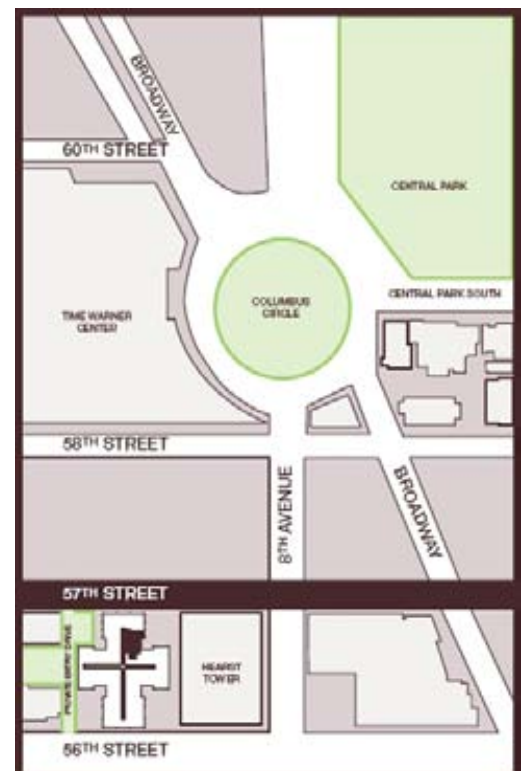 BROADWAY
60TH STREET
CENTRAL PARK
COLUMBUS
CIRCLE
CENTRAL PARK SOUTH
TIME WARNER
CENTER
58TH STREET
8TH AVENUE
BROADWAY
57TH STREET
HEARST
TOWER
56TH STREET